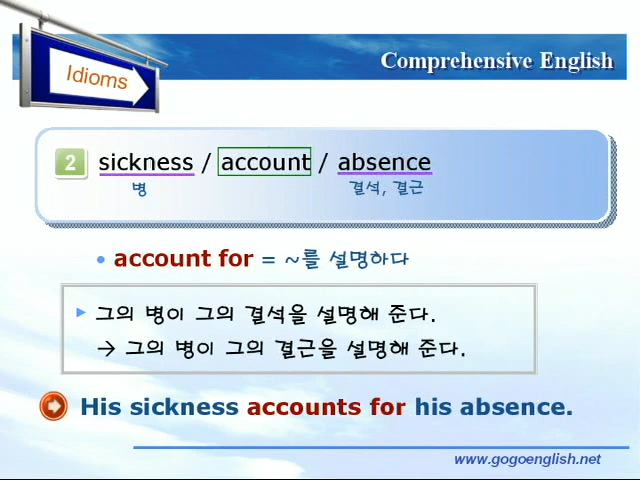 Idioms
Comprehensive English
2 sickness / account / absence
병 결석, 결근
• account for = ~를 설명하다
그의 병이 그의 결석을 설명해 준다.
→ 그의 병이 그의 결근을 설명해 준다.
His sickness accounts for his absence.
www.gogoenglish.net